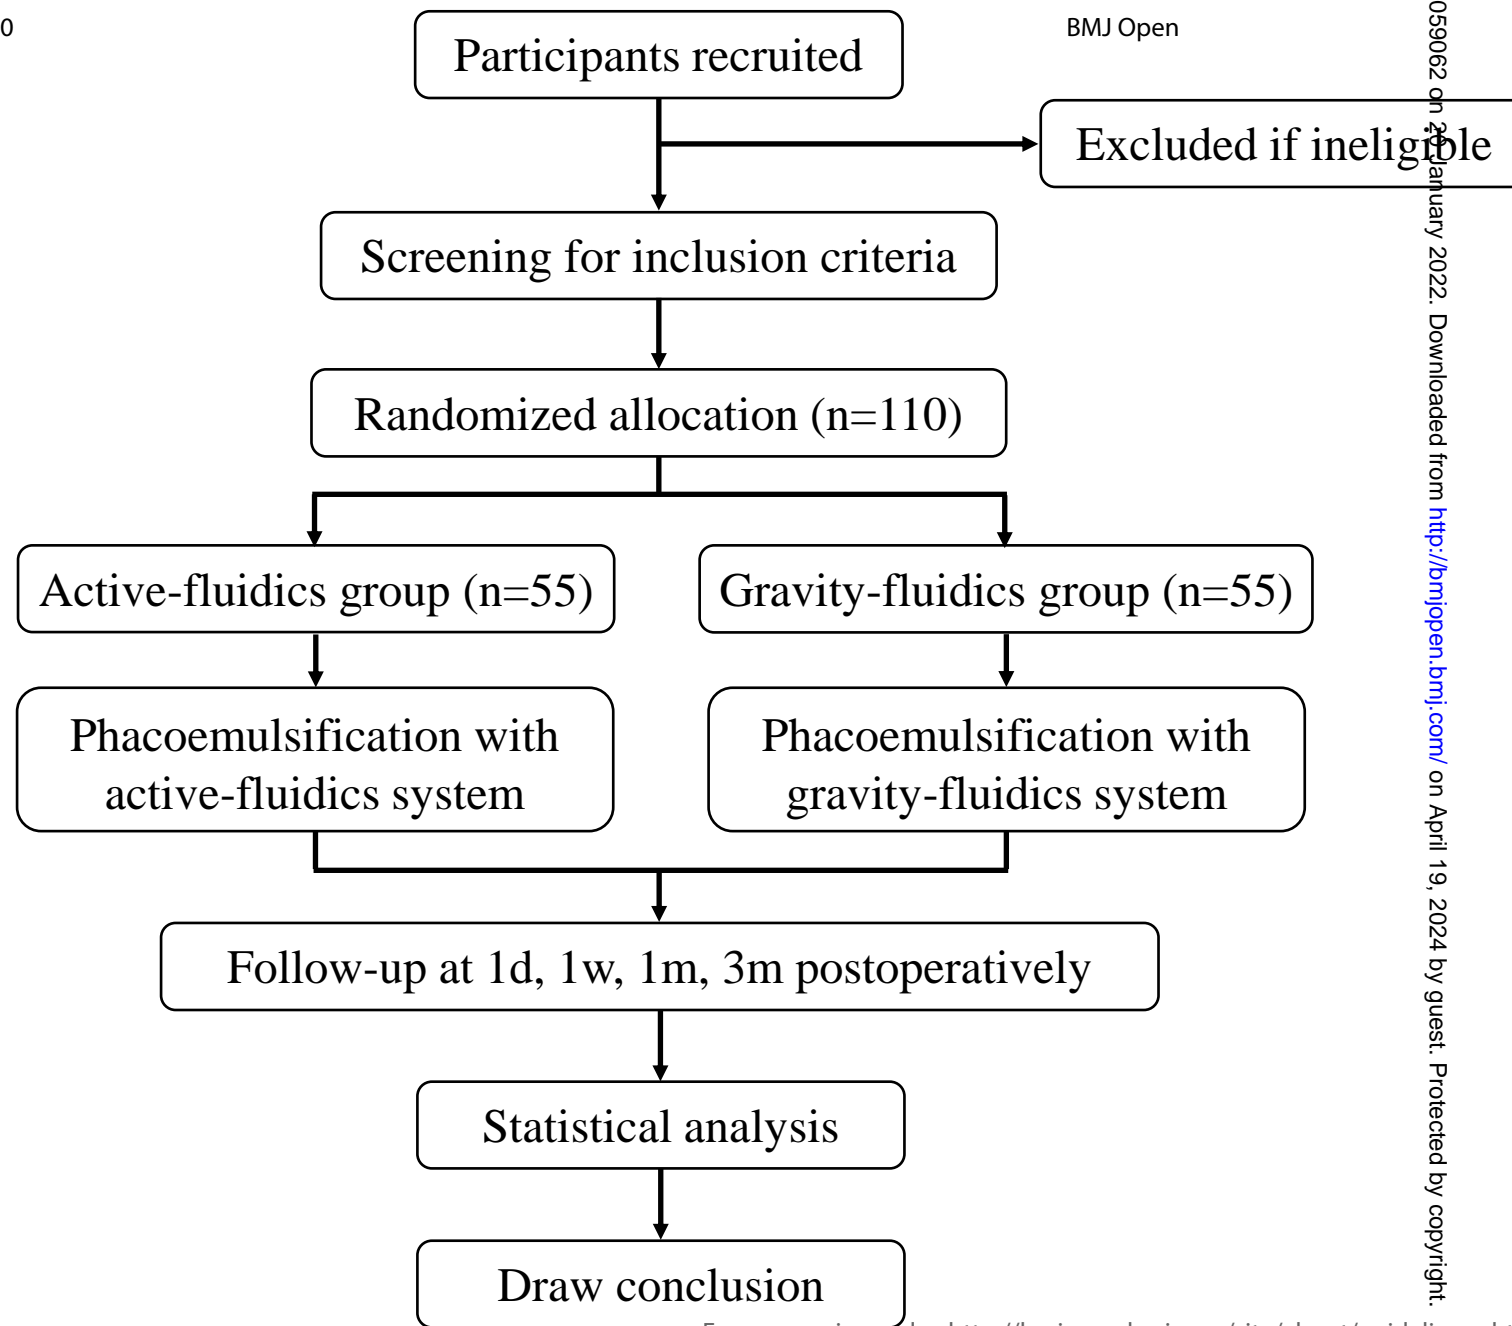 0
BMJ Open
Participants recruited
Excluded if ineligible
Screening for inclusion criteria
Randomized allocation (n=110)
Active-fluidics group (n=55)
Gravity-fluidics group (n=55)
Phacoemulsification with
active-fluidics system
Phacoemulsification with
gravity-fluidics system
Follow-up at 1d, 1w, 1m, 3m postoperatively
Statistical analysis
Draw conclusion
059062 on 20 January 2022. Downloaded from http://bmjopen.bmj.com/ on April 19, 2024 by guest. Protected by copyright.